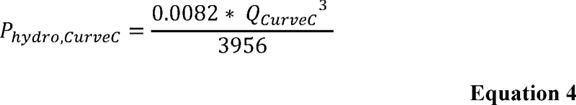 P_hydro,CurveC = 0.0082 * Q_CurveC^3 / 3956
Equation 4